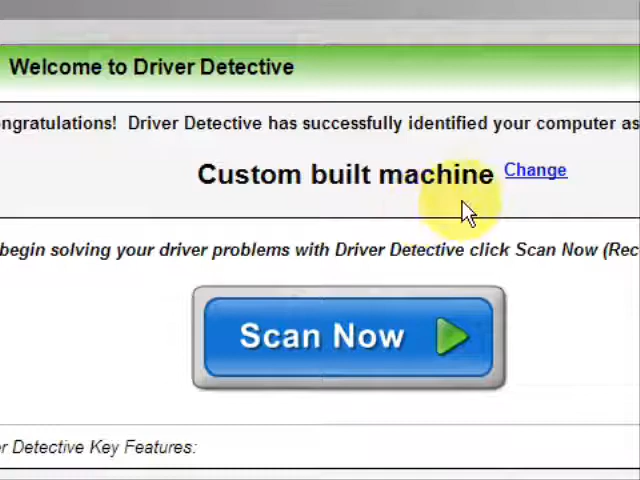 Welcome to Driver Detective
ngratulations! Driver Detective has successfully identified your computer as
Custom built machine Change
begin solving your driver problems with Driver Detective click Scan Now (Rec
Scan Now
er Detective Key Features: